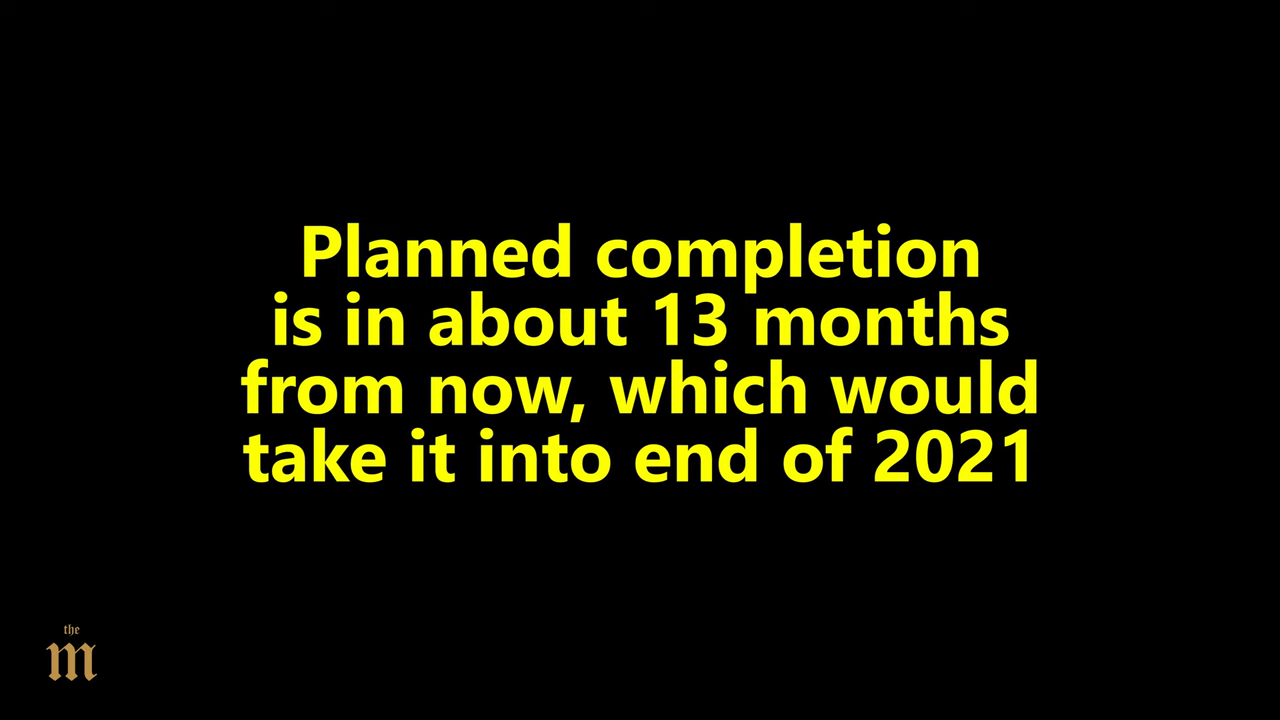 Planned completion
is in about 13 months
from now, which would
take it into end of 2021
the
m